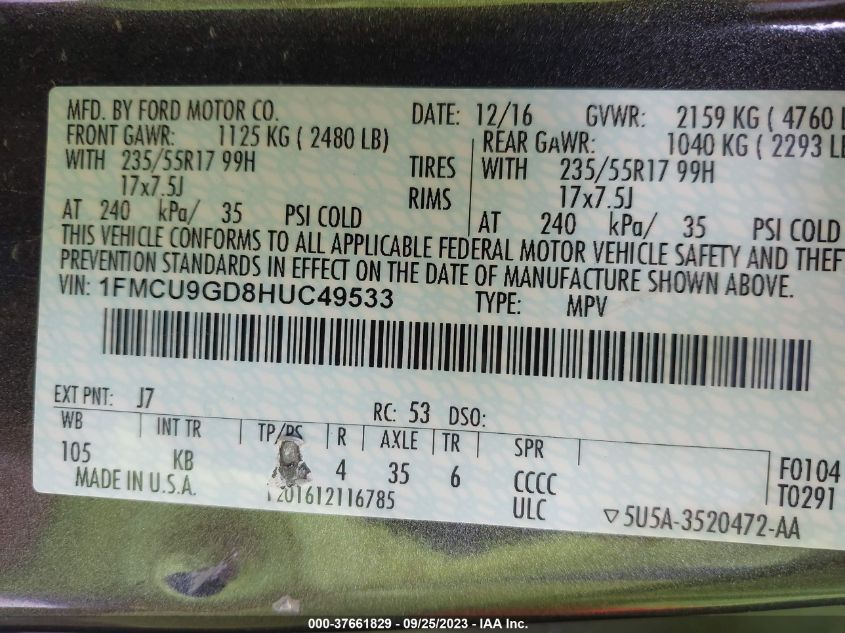 MFD. BY FORD MOTOR CO. DATE: 12/16 GVWR: 2159 KG ( 4760
FRONT GAWR: 1125 KG ( 2480 LB) REAR GAWR: 1040 KG ( 2293
WITH 235/55R17 99H TIRES WITH 235/55R17 99H
17x7.5J RIMS 17x7.5J
AT 240 kPa/ 35 PSI COLD AT 240 kPa/ 35 PSI COLD
THIS VEHICLE CONFORMS TO ALL APPLICABLE FEDERAL MOTOR VEHICLE SAFETY AND THEFT
PREVENTION STANDARDS IN EFFECT ON THE DATE OF MANUFACTURE SHOWN ABOVE.
VIN: 1FMCU9GD8HUC49533 TYPE: MPV
EXT PNT: J7 RC: 53 DSO:
WB INT TR TP/PS R AXLE TR SPR
105 KB 4 35 6 CCCC F0104
MADE IN U.S.A. ULC T0291
201612116785 ▽5U5A-3520472-AA
000-37661829 / 09/25/2023 - IAA Inc.